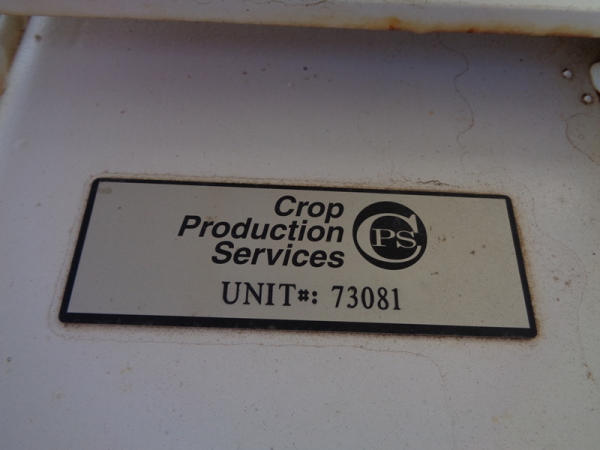 Crop
Production
Services
CPS
UNIT#: 73081